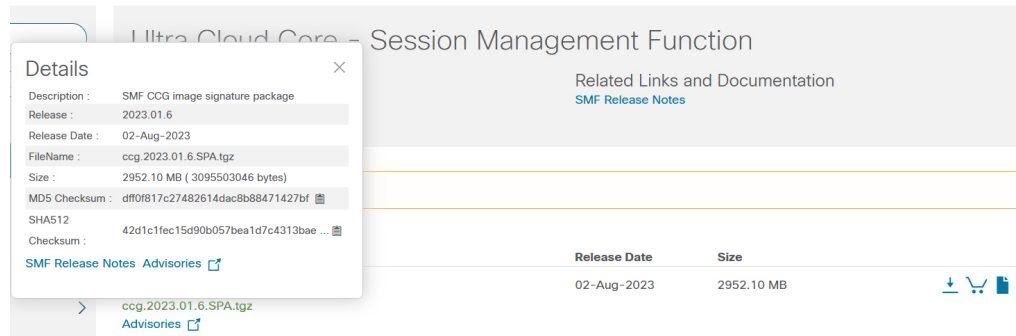 Ultra Cloud Core - Session Management Function
Details
Related Links and Documentation
SMF Release Notes
Description : SMF CCG image signature package
Release : 2023.01.6
Release Date : 02-Aug-2023
FileName : ccg.2023.01.6.SPA.tgz
Size : 2952.10 MB ( 3095503046 bytes)
MD5 Checksum : dff0f817c27482614dac8b88471427bf
SHA512
Checksum : 42d1c1fec15d90b057bea1d7c4313bae ...
SMF Release Notes Advisories
Release Date Size
02-Aug-2023 2952.10 MB
ccg.2023.01.6.SPA.tgz
Advisories